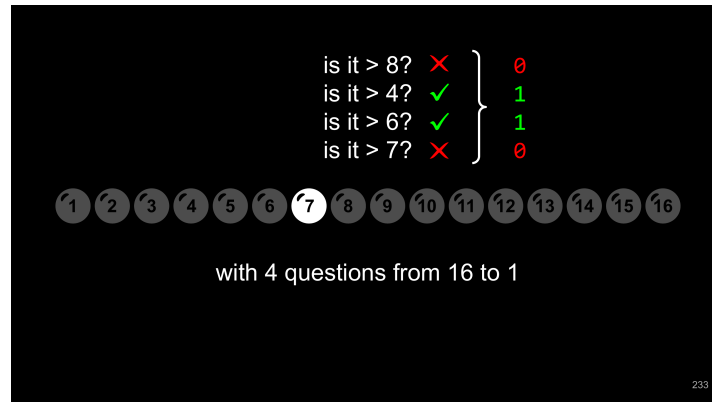 is it > 8? ✗ 0
is it > 4? ✓ 1
is it > 6? ✓ 1
is it > 7? ✗ 0
1 2 3 4 5 6 7 8 9 10 11 12 13 14 15 16
with 4 questions from 16 to 1
233